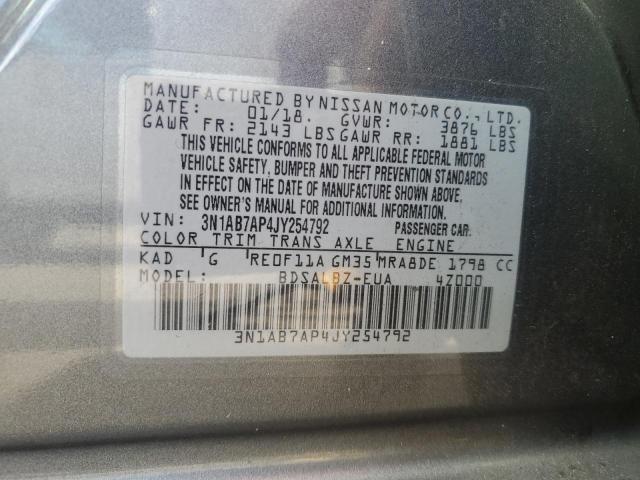 MANUFACTURED BY NISSAN MOTOR CO., LTD.
DATE: 01/18. GVWR: 3876 LBS
GAWR FR: 2143 LBS GAWR RR: 1881 LBS
THIS VEHICLE CONFORMS TO ALL APPLICABLE FEDERAL MOTOR
VEHICLE SAFETY, BUMPER AND THEFT PREVENTION STANDARDS
IN EFFECT ON THE DATE OF MANUFACTURE SHOWN ABOVE.
SEE OWNER'S MANUAL FOR ADDITIONAL INFORMATION.
VIN: 3N1AB7AP4JY254792 PASSENGER CAR.
COLOR TRIM TRANS AXLE ENGINE
KAD G RE0F11A GM35 MRA8DE 1798 CC
MODEL: BDSALBZ-EUA 4Z000
3N1AB7AP4JY254792